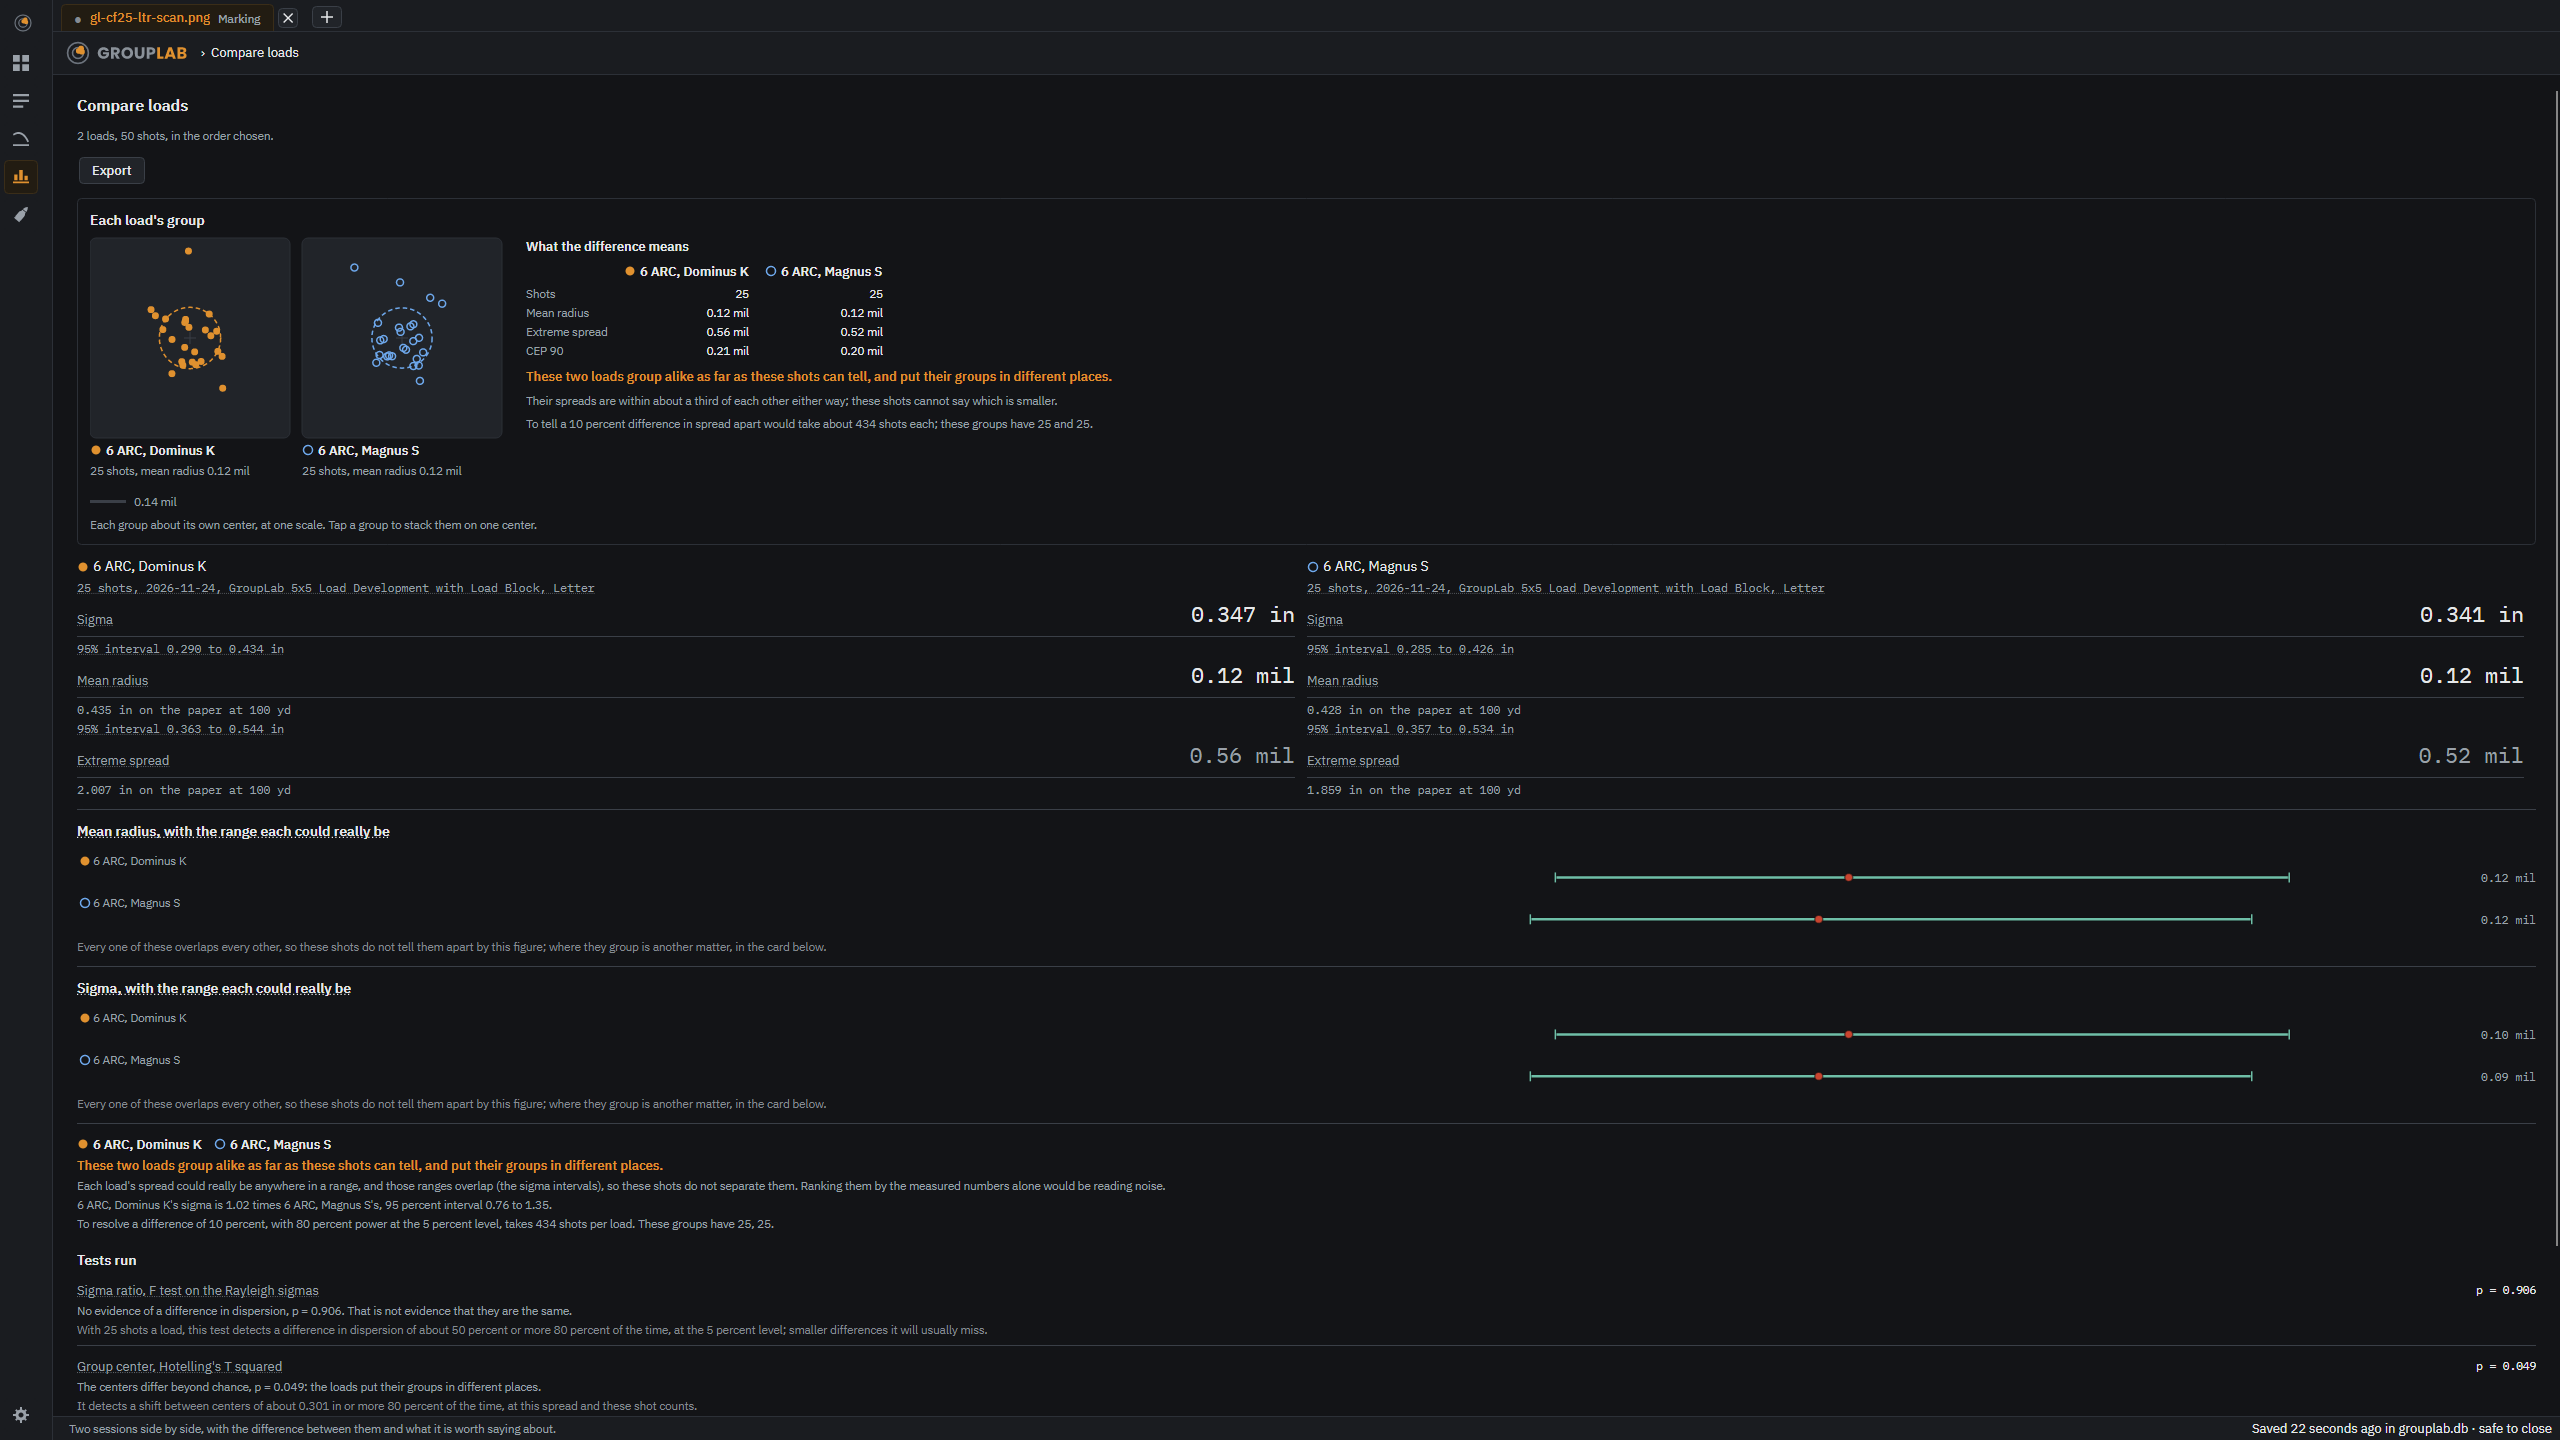 gl-cf25-ltr-scan.png Marking
GROUPLAB › Compare loads
Compare loads
2 loads, 50 shots, in the order chosen.
Export
Each load's group
What the difference means
6 ARC, Dominus K 6 ARC, Magnus S
Shots 25 25
Mean radius 0.12 mil 0.12 mil
Extreme spread 0.56 mil 0.52 mil
CEP 90 0.21 mil 0.20 mil
These two loads group alike as far as these shots can tell, and put their groups in different places.
Their spreads are within about a third of each other either way; these shots cannot say which is smaller.
To tell a 10 percent difference in spread apart would take about 434 shots each; these groups have 25 and 25.
6 ARC, Dominus K 6 ARC, Magnus S
25 shots, mean radius 0.12 mil 25 shots, mean radius 0.12 mil
0.14 mil
Each group about its own center, at one scale. Tap a group to stack them on one center.
6 ARC, Dominus K
25 shots, 2026-11-24, GroupLab 5x5 Load Development with Load Block, Letter
Sigma 0.347 in
95% interval 0.290 to 0.434 in
Mean radius 0.12 mil
0.435 in on the paper at 100 yd
95% interval 0.363 to 0.544 in
Extreme spread 0.56 mil
2.007 in on the paper at 100 yd
6 ARC, Magnus S
25 shots, 2026-11-24, GroupLab 5x5 Load Development with Load Block, Letter
Sigma 0.341 in
95% interval 0.285 to 0.426 in
Mean radius 0.12 mil
0.428 in on the paper at 100 yd
95% interval 0.357 to 0.534 in
Extreme spread 0.52 mil
1.859 in on the paper at 100 yd
Mean radius, with the range each could really be
6 ARC, Dominus K 0.12 mil
6 ARC, Magnus S 0.12 mil
Every one of these overlaps every other, so these shots do not tell them apart by this figure; where they group is another matter, in the card below.
Sigma, with the range each could really be
6 ARC, Dominus K 0.10 mil
6 ARC, Magnus S 0.09 mil
Every one of these overlaps every other, so these shots do not tell them apart by this figure; where they group is another matter, in the card below.
6 ARC, Dominus K 6 ARC, Magnus S
These two loads group alike as far as these shots can tell, and put their groups in different places.
Each load's spread could really be anywhere in a range, and those ranges overlap (the sigma intervals), so these shots do not separate them. Ranking them by the measured numbers alone would be reading noise.
6 ARC, Dominus K's sigma is 1.02 times 6 ARC, Magnus S's, 95 percent interval 0.76 to 1.35.
To resolve a difference of 10 percent, with 80 percent power at the 5 percent level, takes 434 shots per load. These groups have 25, 25.
Tests run
Sigma ratio, F test on the Rayleigh sigmas p = 0.906
No evidence of a difference in dispersion, p = 0.906. That is not evidence that they are the same.
With 25 shots a load, this test detects a difference in dispersion of about 50 percent or more 80 percent of the time, at the 5 percent level; smaller differences it will usually miss.
Group center, Hotelling's T squared p = 0.049
The centers differ beyond chance, p = 0.049: the loads put their groups in different places.
It detects a shift between centers of about 0.301 in or more 80 percent of the time, at this spread and these shot counts.
Two sessions side by side, with the difference between them and what it is worth saying about. Saved 22 seconds ago in grouplab.db · safe to close